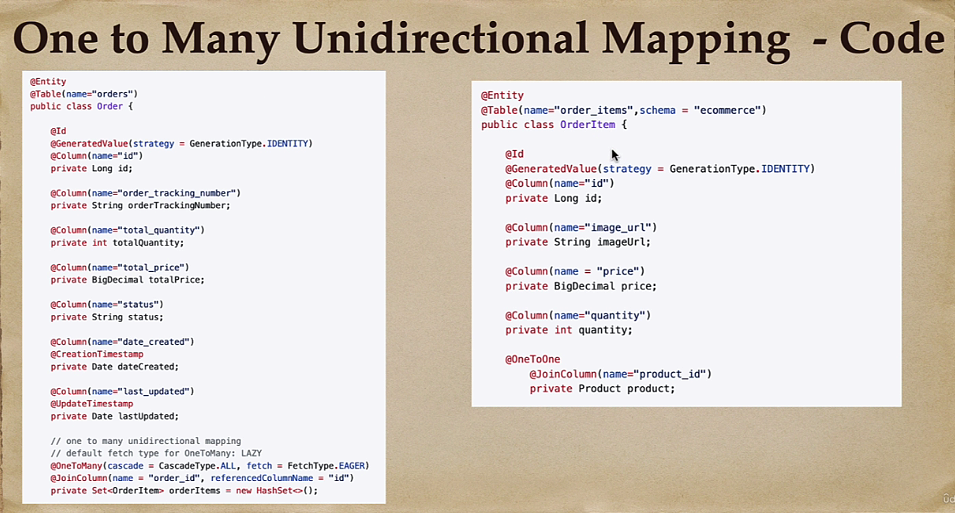 One to Many Unidirectional Mapping - Code
@Entity
@Table(name="orders")
public class Order {
@Id
@GeneratedValue(strategy = GenerationType.IDENTITY)
@Column(name="id")
private Long id;
@Column(name="order_tracking_number")
private String orderTrackingNumber;
@Column(name="total_quantity")
private int totalQuantity;
@Column(name="total_price")
private BigDecimal totalPrice;
@Column(name="status")
private String status;
@Column(name="date_created")
@CreationTimestamp
private Date dateCreated;
@Column(name="last_updated")
@UpdateTimestamp
private Date lastUpdated;
// one to many unidirectional mapping
// default fetch type for OneToMany: LAZY
@OneToMany(cascade = CascadeType.ALL, fetch = FetchType.EAGER)
@JoinColumn(name = "order_id", referencedColumnName = "id")
private Set<OrderItem> orderItems = new HashSet<>();
@Entity
@Table(name="order_items",schema = "ecommerce")
public class OrderItem {
@Id
@GeneratedValue(strategy = GenerationType.IDENTITY)
@Column(name="id")
private Long id;
@Column(name="image_url")
private String imageUrl;
@Column(name = "price")
private BigDecimal price;
@Column(name="quantity")
private int quantity;
@OneToOne
@JoinColumn(name="product_id")
private Product product;